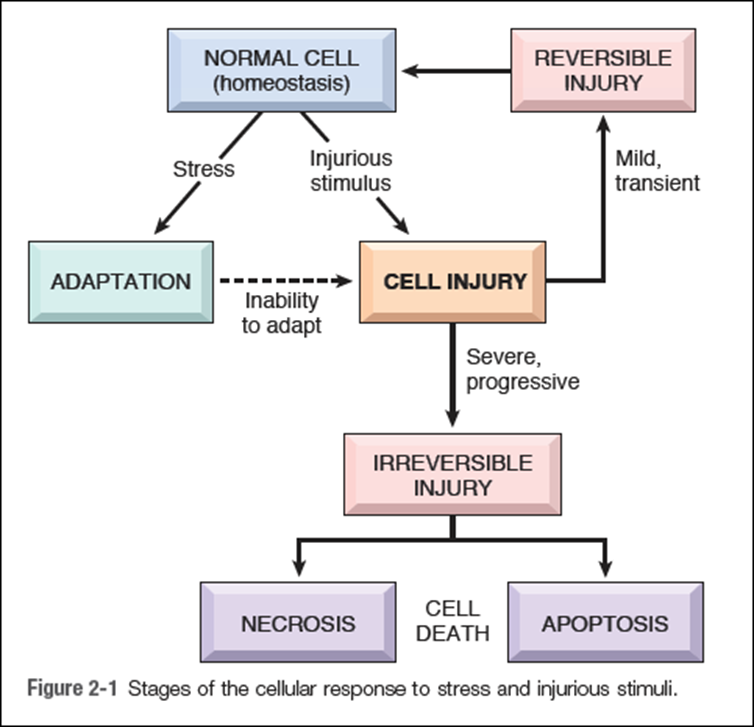 NORMAL CELL
(homeostasis)
REVERSIBLE
INJURY
Stress
Injurious
stimulus
Mild,
transient
ADAPTATION
Inability
to adapt
CELL INJURY
Severe,
progressive
IRREVERSIBLE
INJURY
NECROSIS
CELL
DEATH
APOPTOSIS
Figure 2-1 Stages of the cellular response to stress and injurious stimuli.